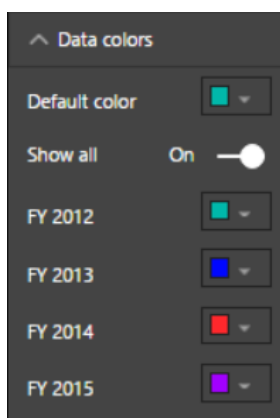 Data colors
Default color
Show all On
FY 2012
FY 2013
FY 2014
FY 2015